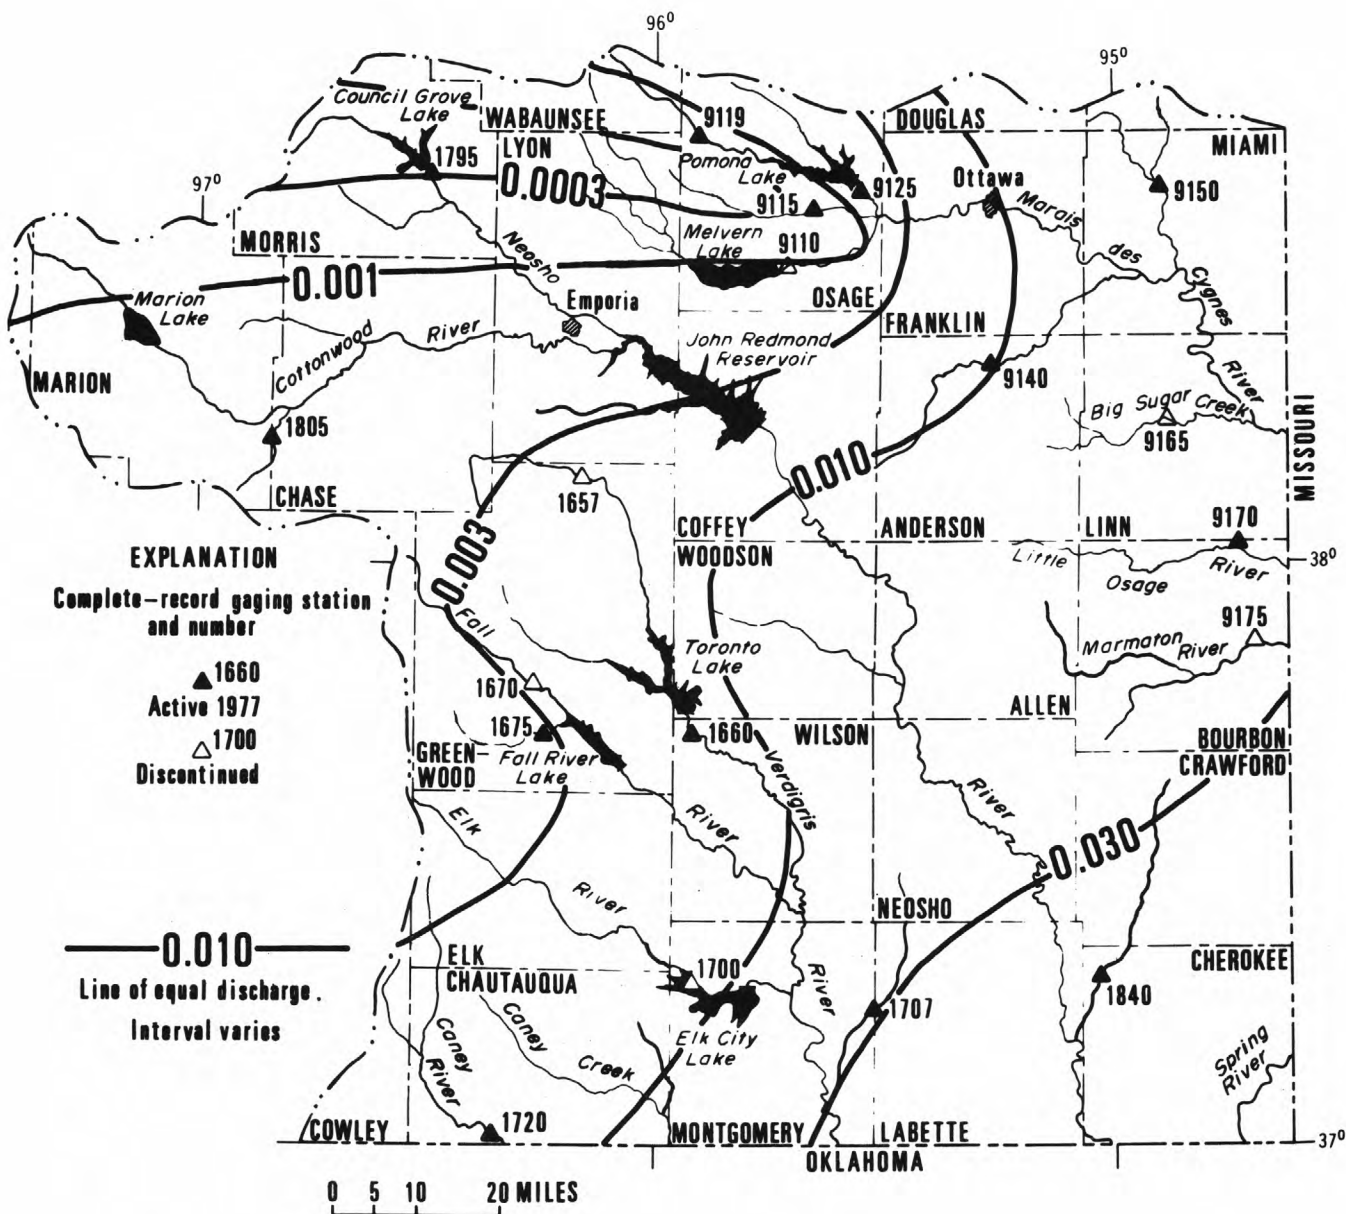 96⁰
95⁰
Council Grove
Lake
WABAUNSEE
9119
DOUGLAS
MIAMI
1795
LYON
Pomona
Lake
97⁰
0.0003
9125
Ottawa
9150
9115
Marais
des
Cygnes
River
MORRIS
Neosho
Melvern
Lake
9110
0.001
OSAGE
Marion
Lake
Emporia
FRANKLIN
Cottonwood
River
John Redmond
Reservoir
MARION
9140
Big Sugar Creek
9165
MISSOURI
1805
0.010
CHASE
1657
COFFEY
WOODSON
ANDERSON
LINN
9170
0.003
38⁰
Little
Osage
River
EXPLANATION
Complete-record gaging station
and number
1660
Active 1977
1700
Discontinued
Fall
9175
Marmaton
River
Toronto
Lake
1670
1675
1660
ALLEN
WILSON
BOURBON
CRAWFORD
GREEN-
WOOD
Fall River
Lake
Verdigris
River
River
Elk
River
0.030
NEOSHO
0.010
Line of equal discharge.
Interval varies
ELK
CHAUTAUQUA
1700
River
CHEROKEE
1840
1707
Elk City
Lake
Caney
River
Caney
Creek
Spring
River
1720
COWLEY
MONTGOMERY
LABETTE
37⁰
OKLAHOMA
0 5 10 20 MILES